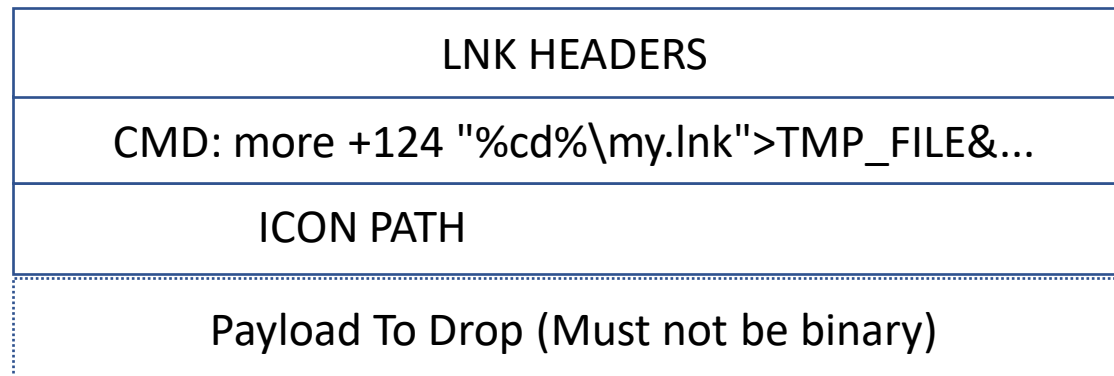 LNK HEADERS
CMD: more +124 "%cd%\my.lnk">TMP_FILE&...
ICON PATH
Payload To Drop (Must not be binary)